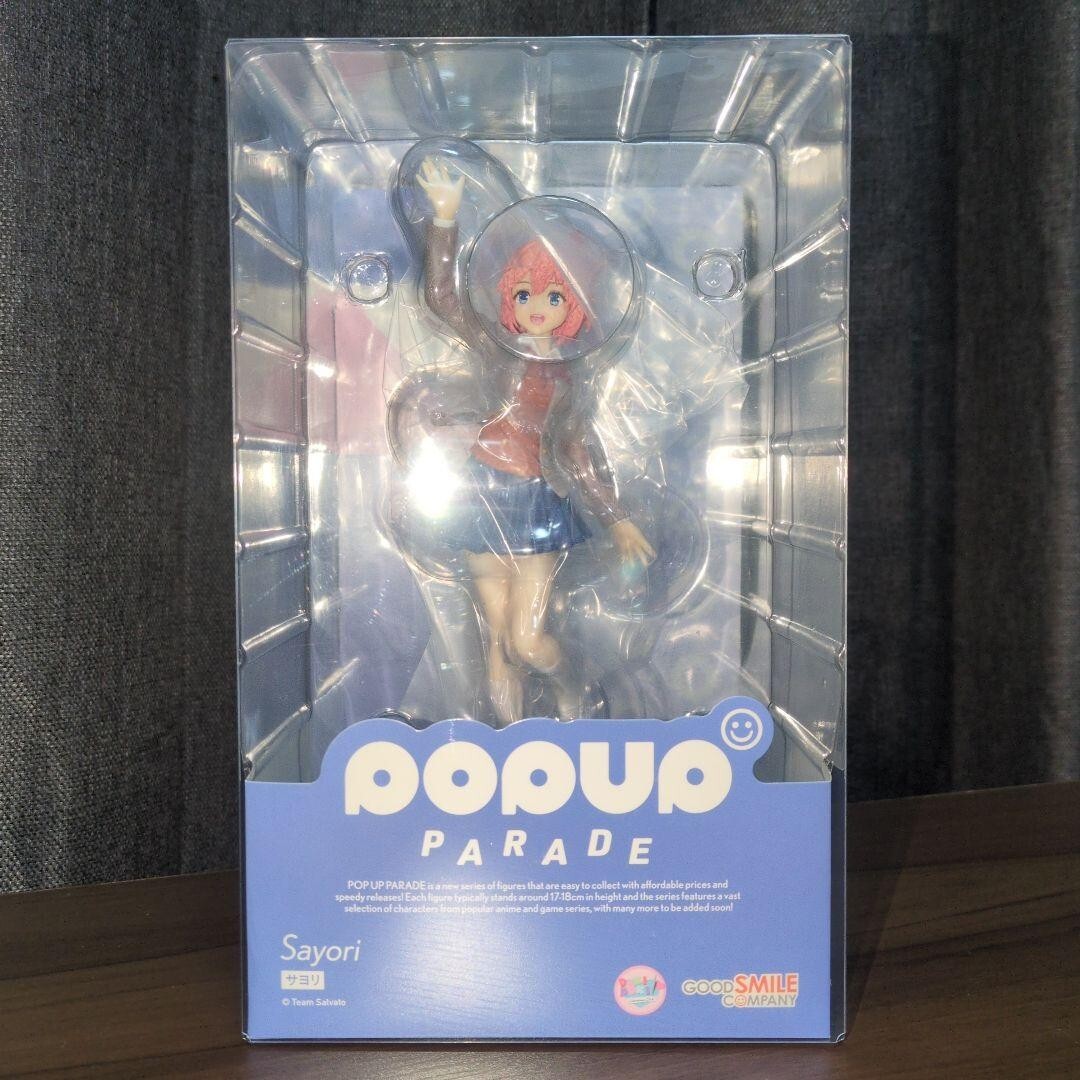 POPUP
PARADE
POP UP PARADE is a new series of figures that are easy to collect with affordable prices and
speedy releases! Each figure typically stands around 17-18cm in height and the series features a vast
selection of characters from popular anime and game series, with many more to be added soon!
Sayori
サヨリ
© Team Salvato
GOOD SMILE
COMPANY